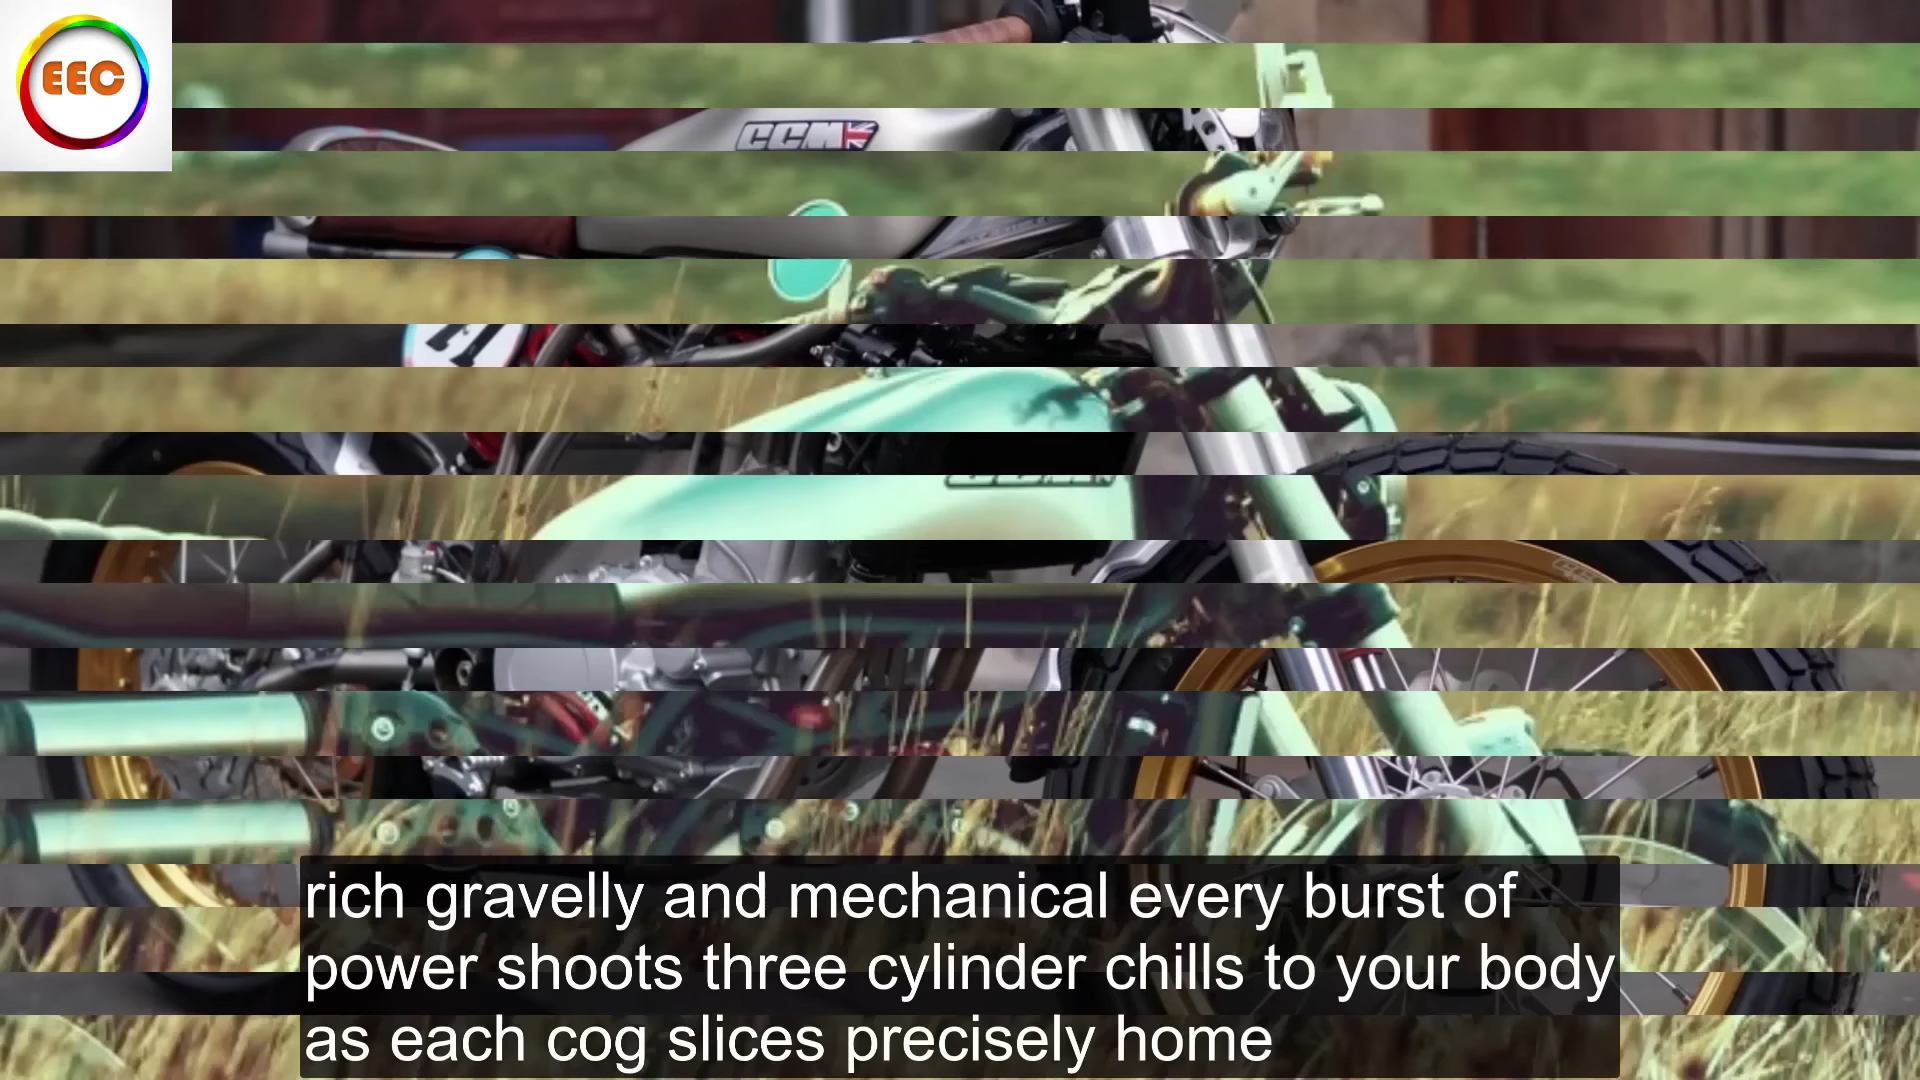 EEC
CCM
rich gravelly and mechanical every burst of
power shoots three cylinder chills to your body
as each cog slices precisely home